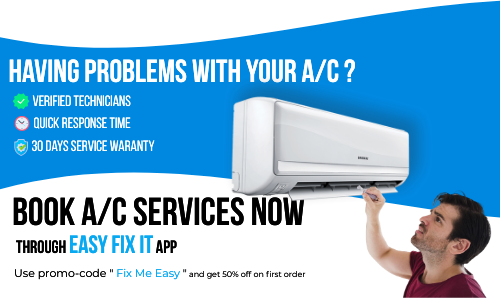 HAVING PROBLEMS WITH YOUR A/C ?
VERIFIED TECHNICIANS
QUICK RESPONSE TIME
30 DAYS SERVICE WARANTY
BOOK A/C SERVICES NOW
THROUGH EASY FIX IT APP
Use promo-code " Fix Me Easy " and get 50% off on first order